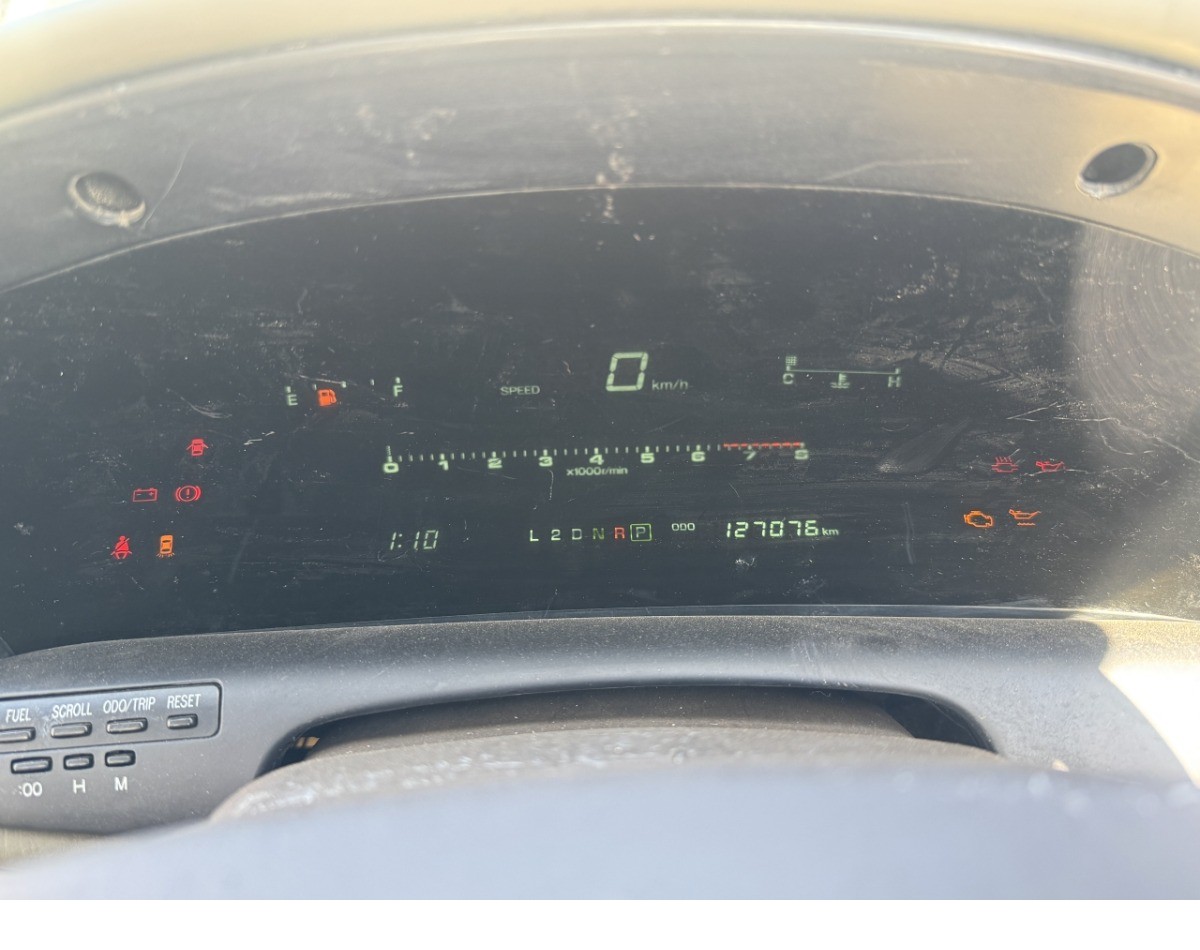 SPEED 0 km/h
C H
E F
0 1 2 3 4 5 6 7 8
x1000r/min
1:10 L 2 D N R P ODO 127076 km
FUEL SCROLL ODO/TRIP RESET
:00 H M